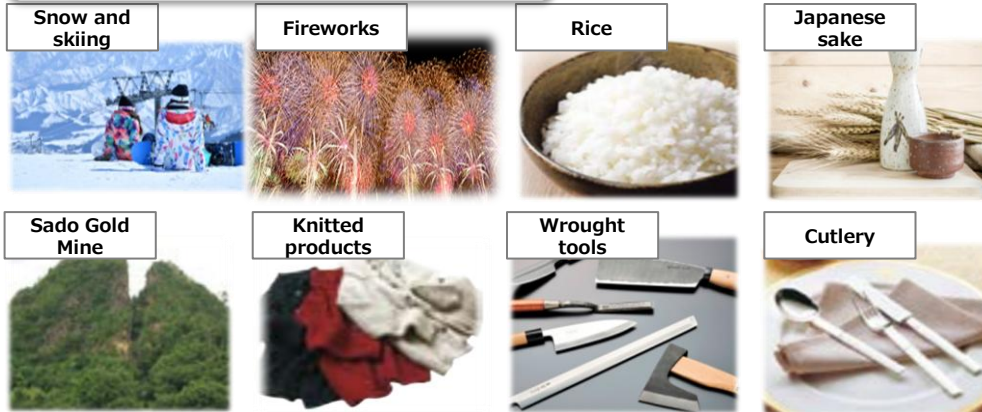 Snow and
skiing
Fireworks
Rice
Japanese
sake
Sado Gold
Mine
Knitted
products
Wrought
tools
Cutlery